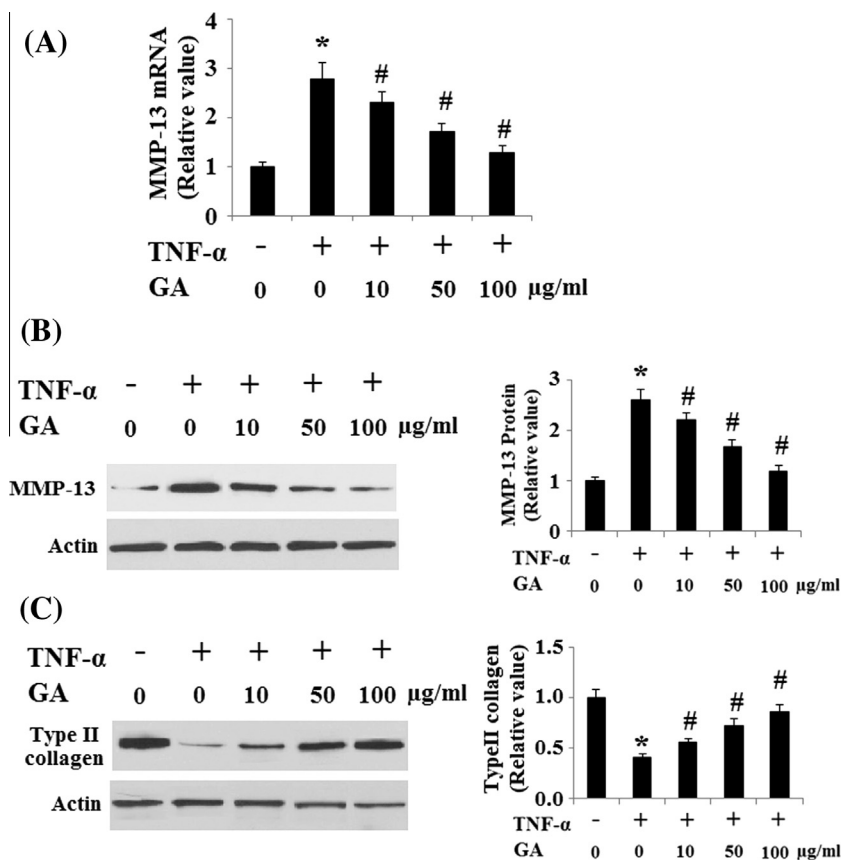 (A)
MMP-13 mRNA
(Relative value)
4
3
2
1
0
*
#
#
#
TNF-α - + + + +
GA 0 0 10 50 100 μg/ml
(B)
TNF-α - + + + +
GA 0 0 10 50 100 μg/ml
MMP-13
Actin
MMP-13 Protein
(Relative value)
3
2
1
0
*
#
#
#
TNF-α - + + + +
GA 0 0 10 50 100 μg/ml
(C)
TNF-α - + + + +
GA 0 0 10 50 100 μg/ml
Type II
collagen
Actin
TypeII collagen
(Relative value)
1.5
1.0
0.5
0.0
*
#
#
#
TNF-α - + + + +
GA 0 0 10 50 100 μg/ml